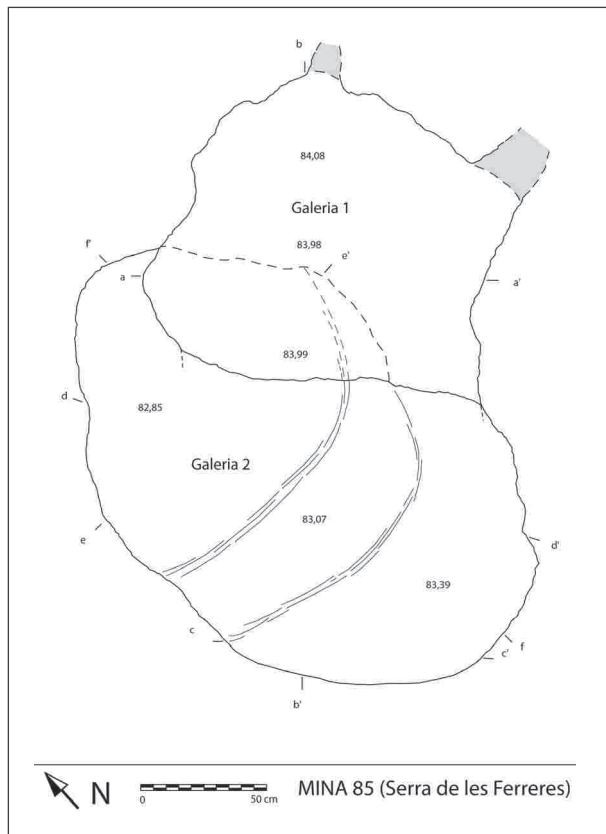 b
84,08
Galeria 1
83,98
f'
e'
a
a'
83,99
d
82,85
Galeria 2
83,07
e
d'
83,39
c
f
c'
b'
N
0
50 cm
MINA 85 (Serra de les Ferreres)